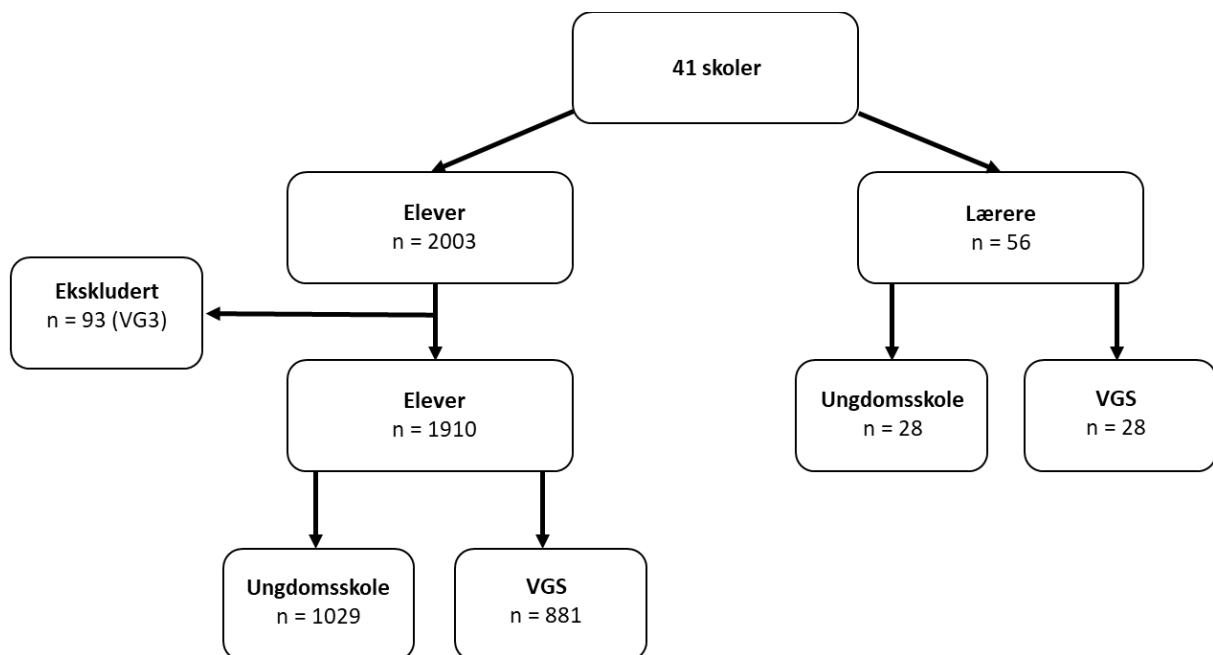 41 skoler
Elever
n = 2003
Lærere
n = 56
Ekskludert
n = 93 (VG3)
Elever
n = 1910
Ungdomsskole
n = 28
VGS
n = 28
Ungdomsskole
n = 1029
VGS
n = 881